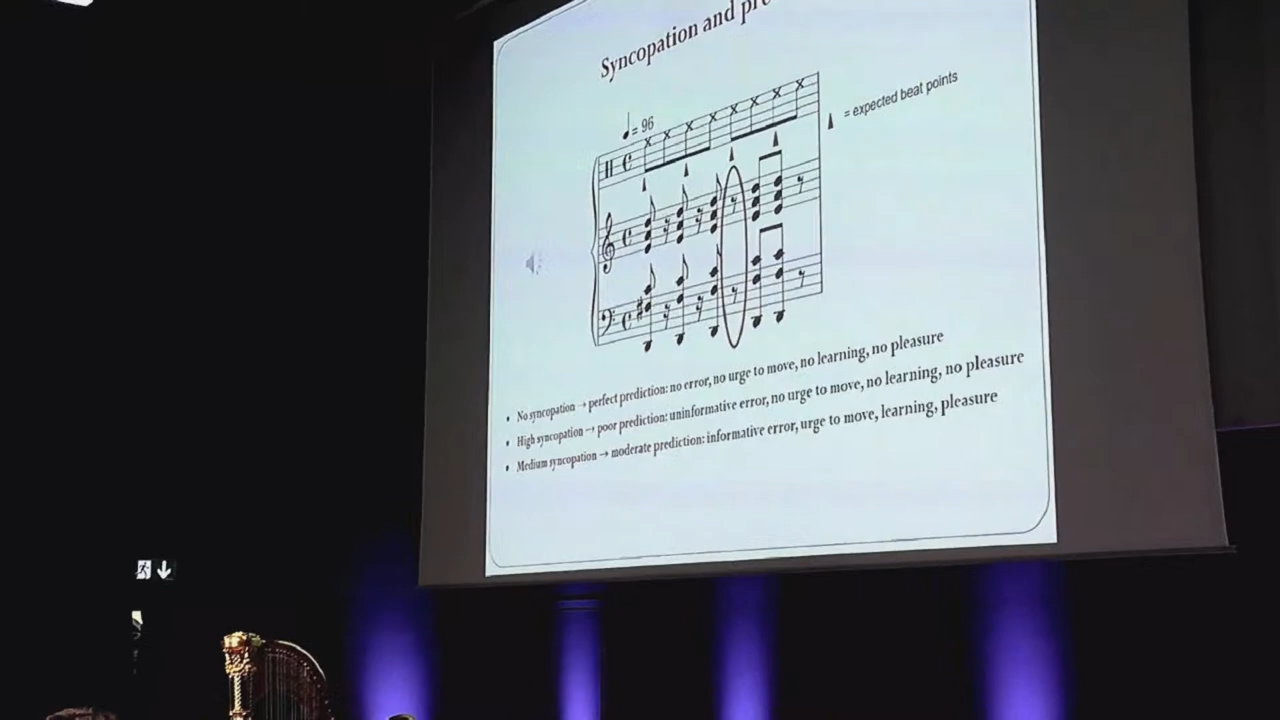 Syncopation and
= 96
= expected beat points
• No syncopation → perfect prediction: no error, no urge to move, no learning, no pleasure
• High syncopation → poor prediction: uninformative error, no urge to move, no learning, no pleasure
• Medium syncopation → moderate prediction: informative error, urge to move, learning, pleasure